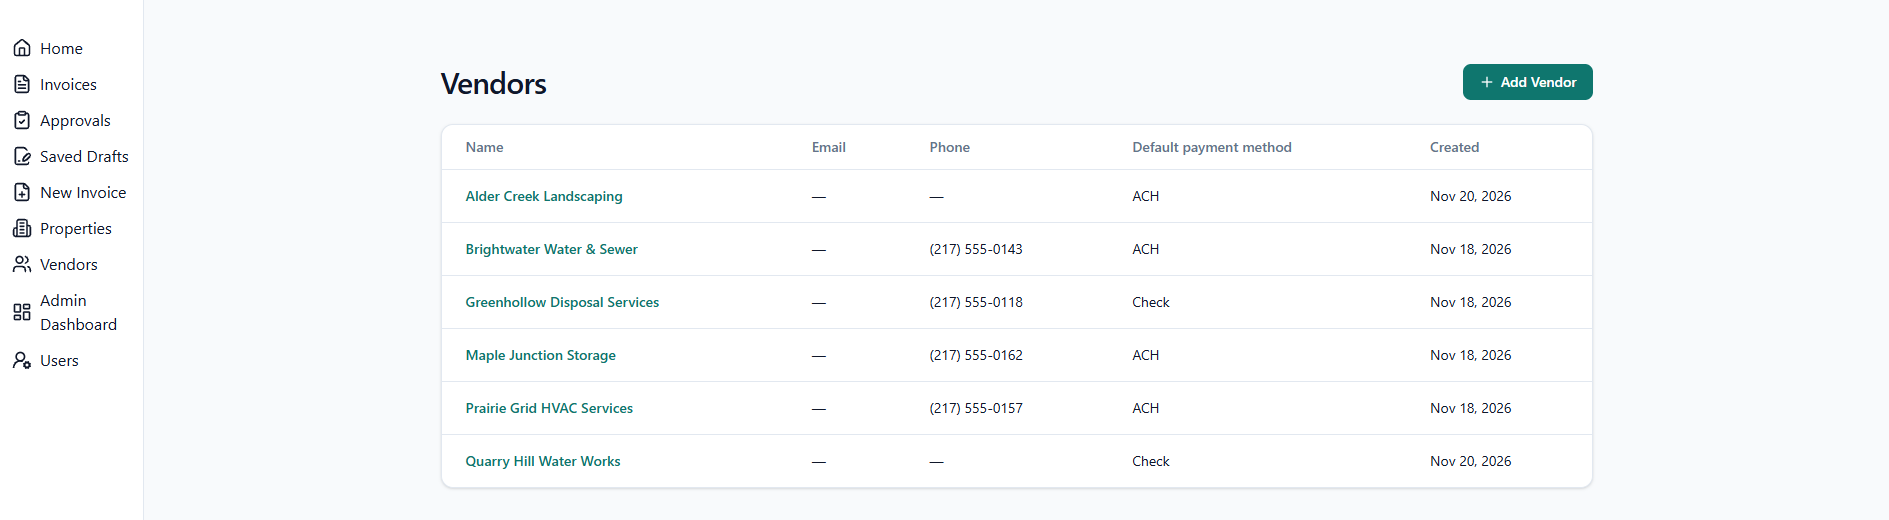 Home
Invoices
Approvals
Saved Drafts
New Invoice
Properties
Vendors
Admin
Dashboard
Users
Vendors
Add Vendor
Name Email Phone Default payment method Created
Alder Creek Landscaping — — ACH Nov 20, 2026
Brightwater Water & Sewer — (217) 555-0143 ACH Nov 18, 2026
Greenhollow Disposal Services — (217) 555-0118 Check Nov 18, 2026
Maple Junction Storage — (217) 555-0162 ACH Nov 18, 2026
Prairie Grid HVAC Services — (217) 555-0157 ACH Nov 18, 2026
Quarry Hill Water Works — — Check Nov 20, 2026